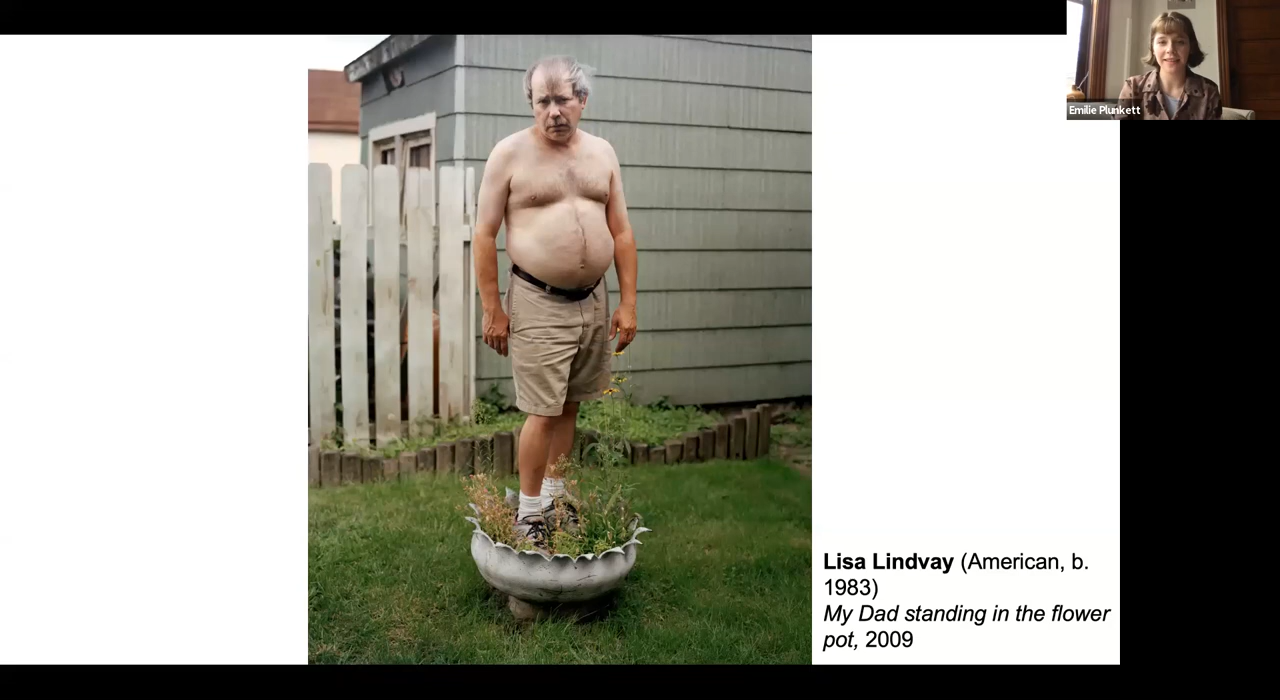 Emilie Plunkett
Lisa Lindvay (American, b.
1983)
My Dad standing in the flower
pot, 2009